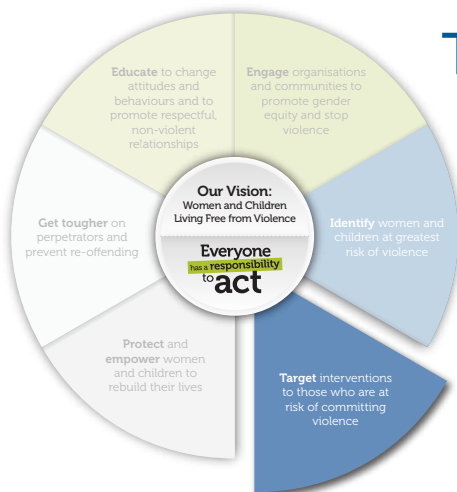 Educate to change
attitudes and
behaviours and to
promote respectful,
non-violent
relationships
Engage organisations
and communities to
promote gender
equity and stop
violence
Get tougher on
perpetrators and
prevent re-offending
Our Vision:
Women and Children
Living Free from Violence
Everyone
has a responsibility
to act
Identify women and
children at greatest
risk of violence
Protect and
empower women
and children to
rebuild their lives
Target interventions
to those who are at
risk of committing
violence